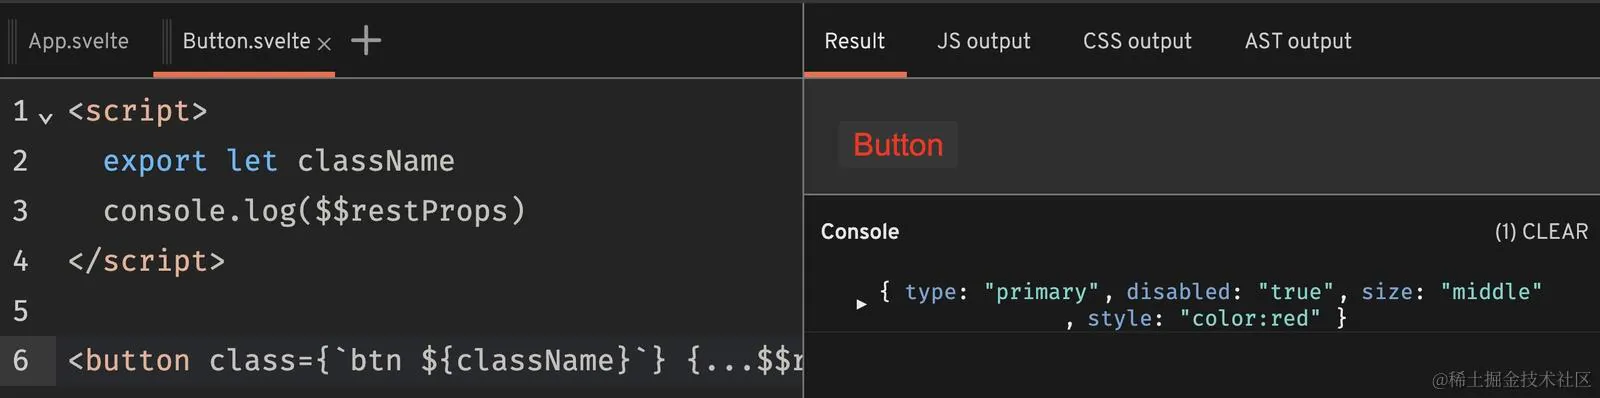 App.svelte
Button.svelte × +
1 <script>
2 export let className
3 console.log($$restProps)
4 </script>
5
6 <button class={`btn ${className}`} {...$$r
Result JS output CSS output AST output
Button
Console (1) CLEAR
{ type: "primary", disabled: "true", size: "middle"
, style: "color:red" }
@稀土掘金技术社区